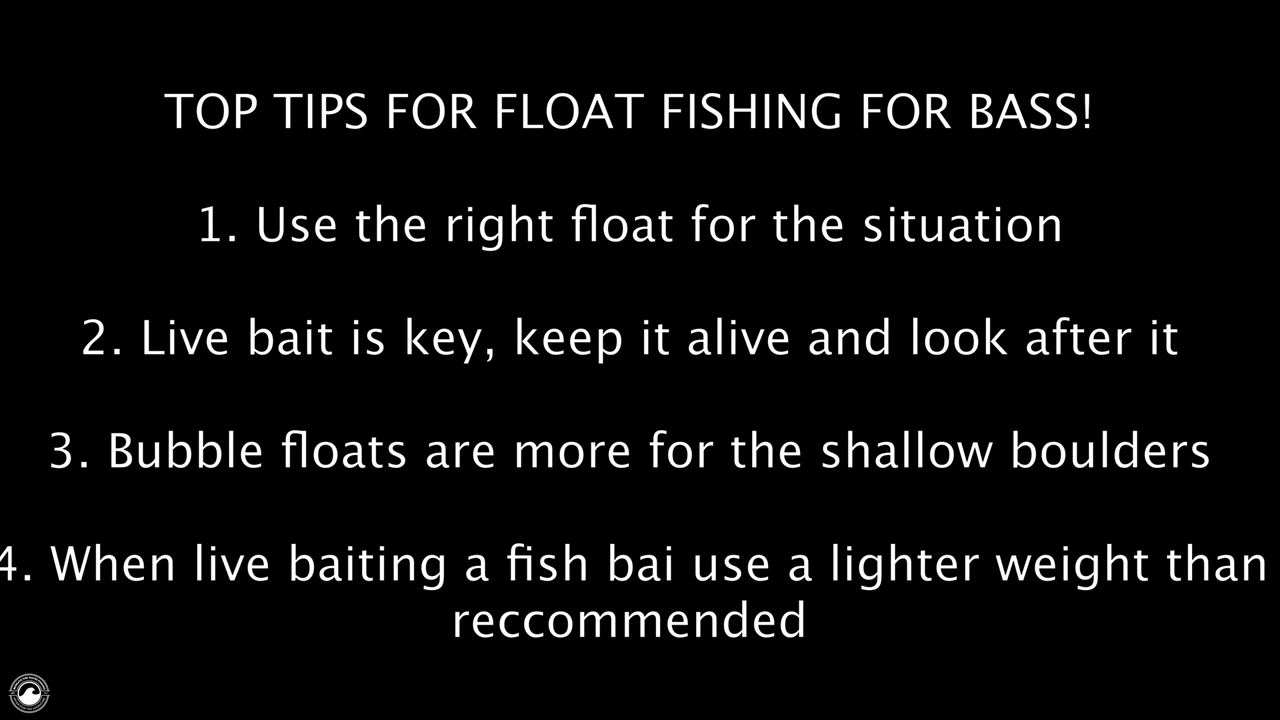 TOP TIPS FOR FLOAT FISHING FOR BASS!
1. Use the right float for the situation
2. Live bait is key, keep it alive and look after it
3. Bubble floats are more for the shallow boulders
4. When live baiting a fish bai use a lighter weight than
reccommended